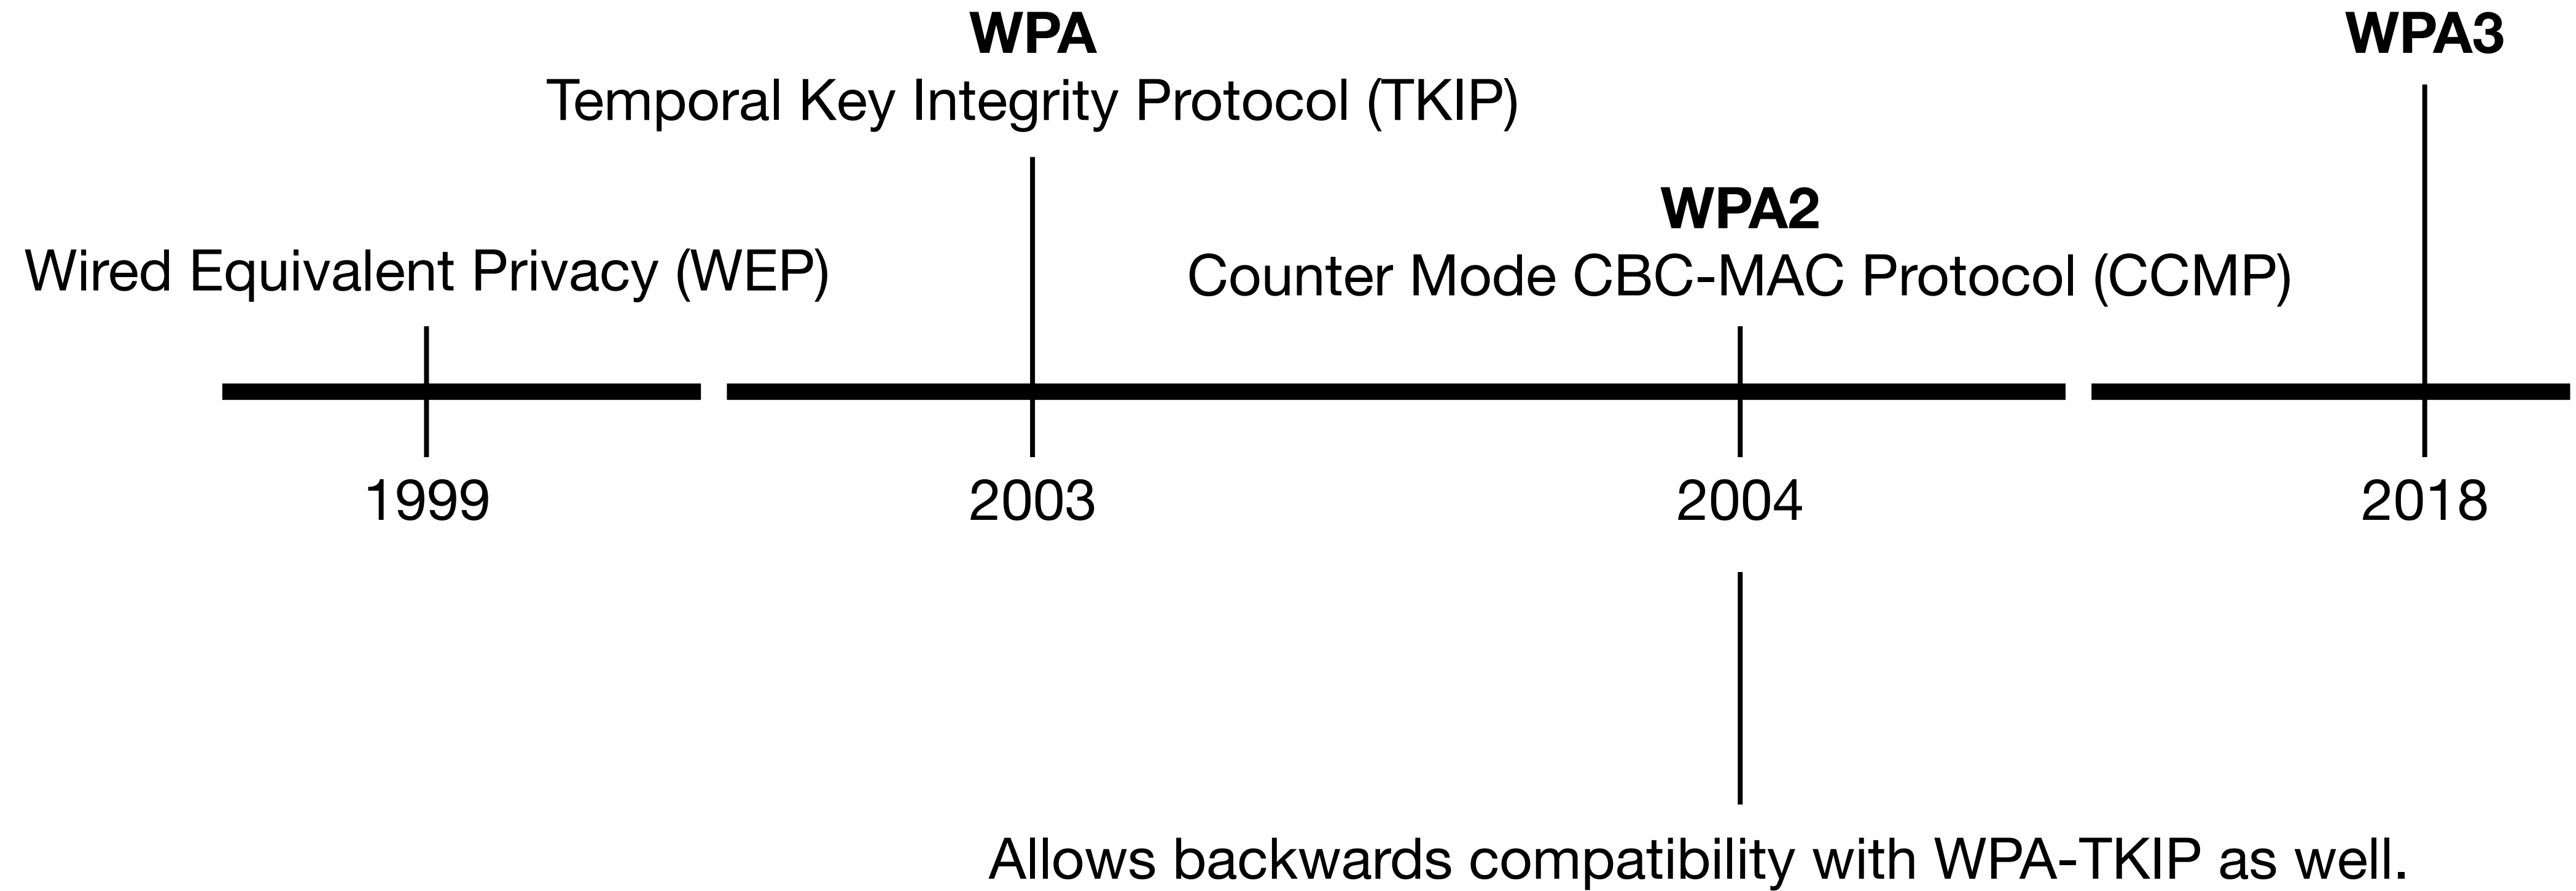 WPA
Temporal Key Integrity Protocol (TKIP)
WPA3
WPA2
Counter Mode CBC-MAC Protocol (CCMP)
Wired Equivalent Privacy (WEP)
1999
2003
2004
2018
Allows backwards compatibility with WPA-TKIP as well.